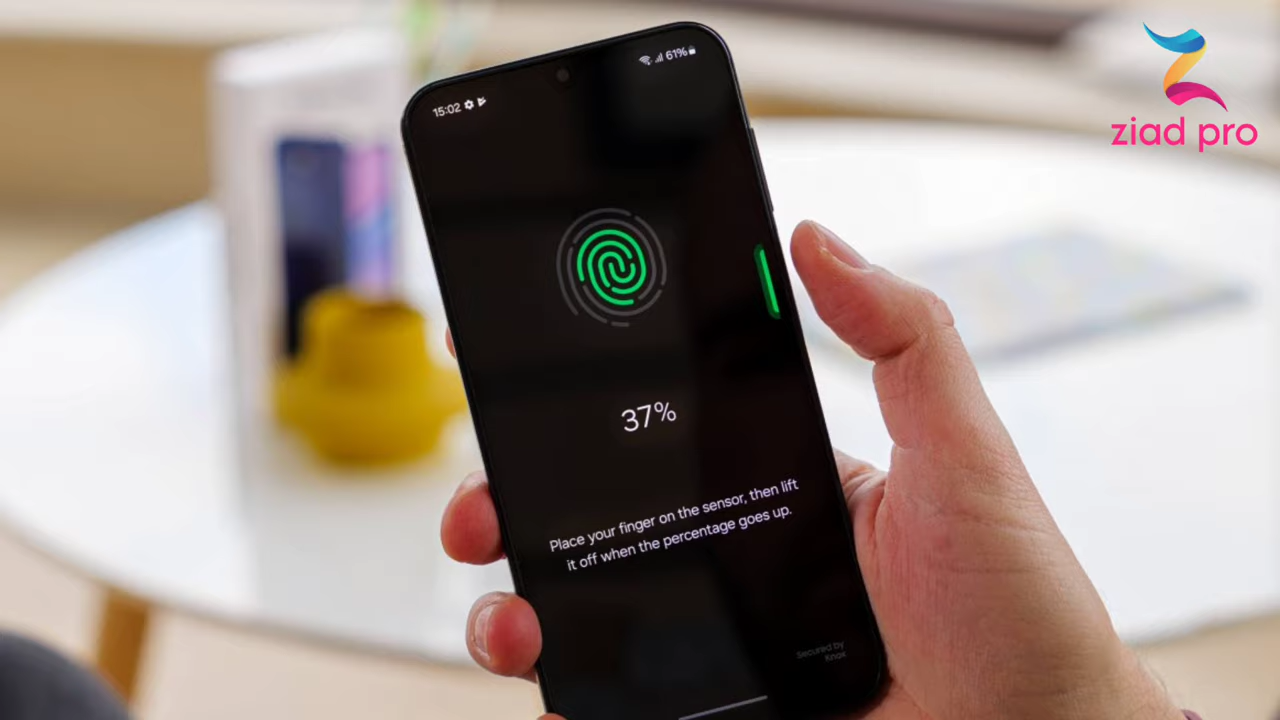 15:02
61%
ziad pro
37%
Place your finger on the sensor, then lift
it off when the percentage goes up.
Secured by
Knox